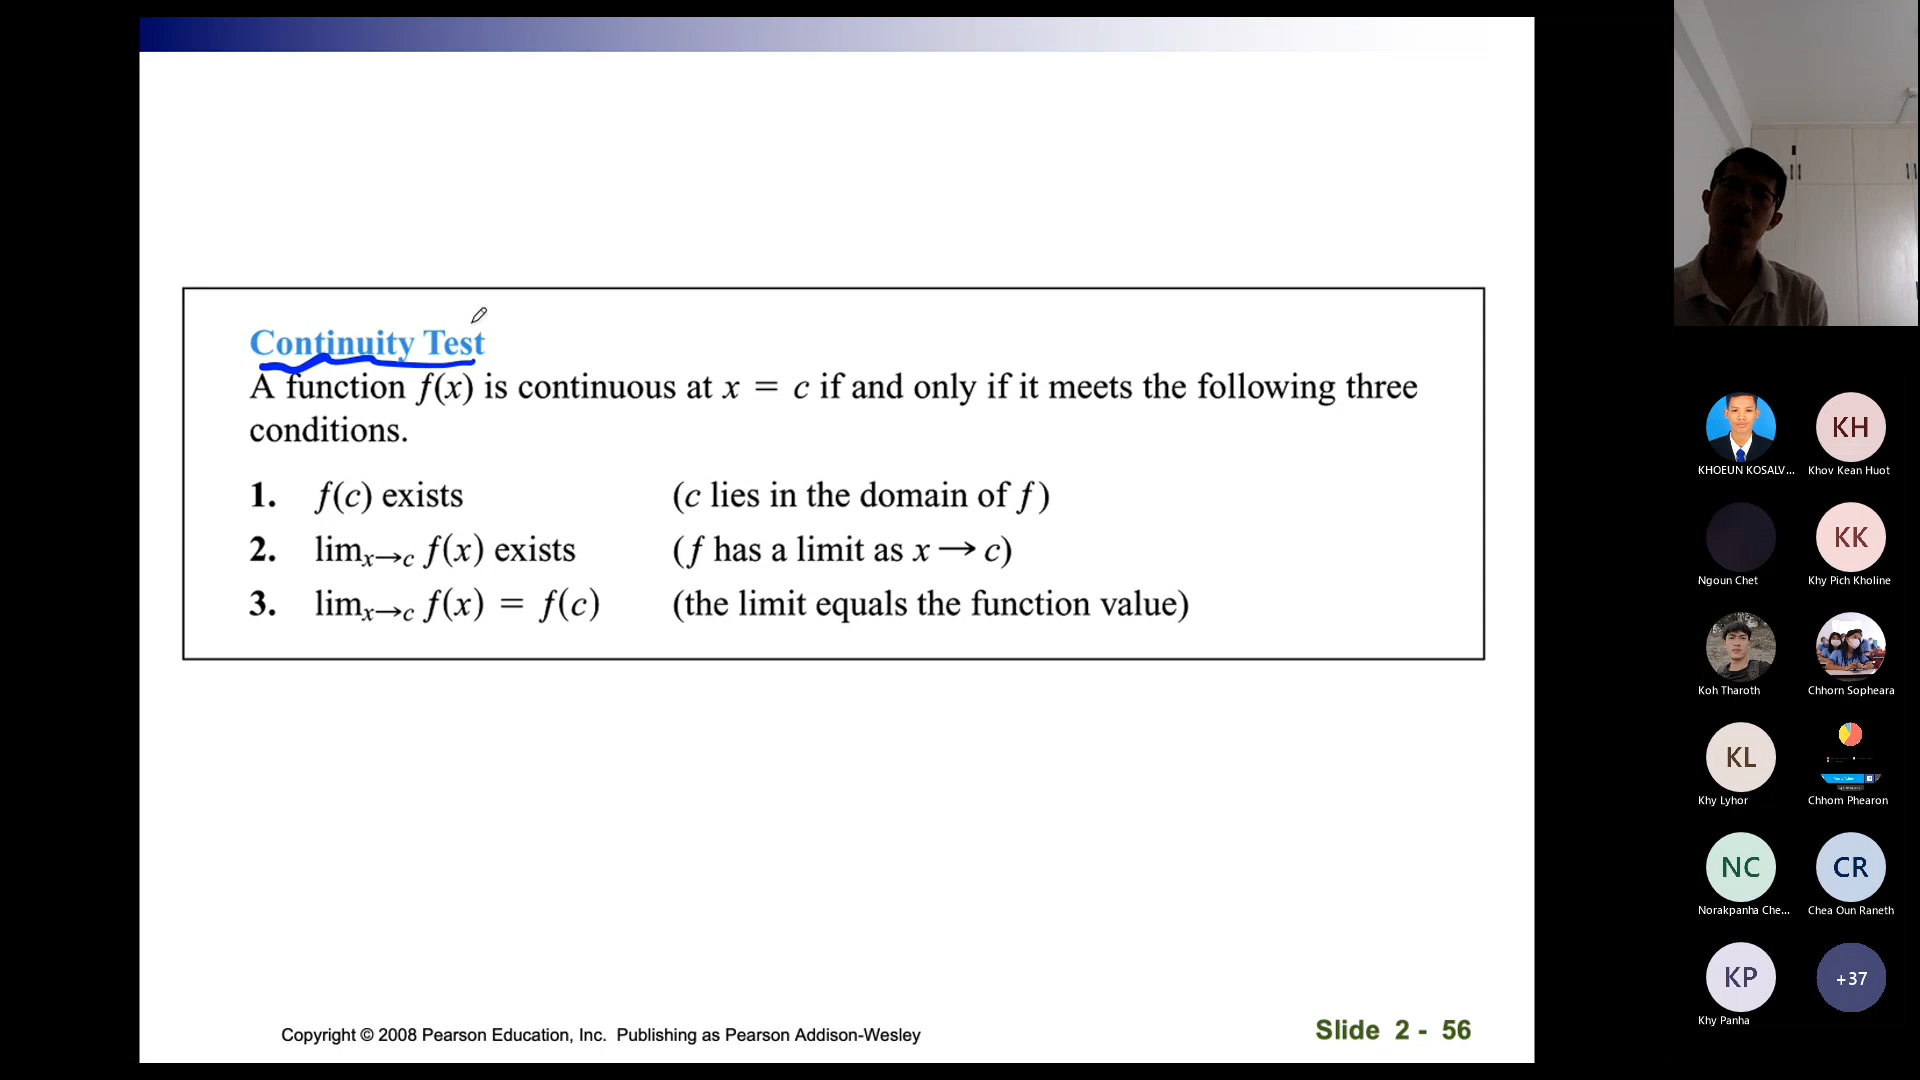 Continuity Test
A function f(x) is continuous at x = c if and only if it meets the following three
conditions.
1. f(c) exists (c lies in the domain of f)
2. limx→c f(x) exists (f has a limit as x → c)
3. limx→c f(x) = f(c) (the limit equals the function value)
Copyright © 2008 Pearson Education, Inc. Publishing as Pearson Addison-Wesley
Slide 2 - 56
KH
KHOEUN KOSALV... Khov Kean Huot
KK
Ngoun Chet Khy Pich Kholine
Koh Tharoth Chhorn Sopheara
KL
Khy Lyhor Chhom Phearon
NC CR
Norakpanha Che... Chea Oun Raneth
KP +37
Khy Panha